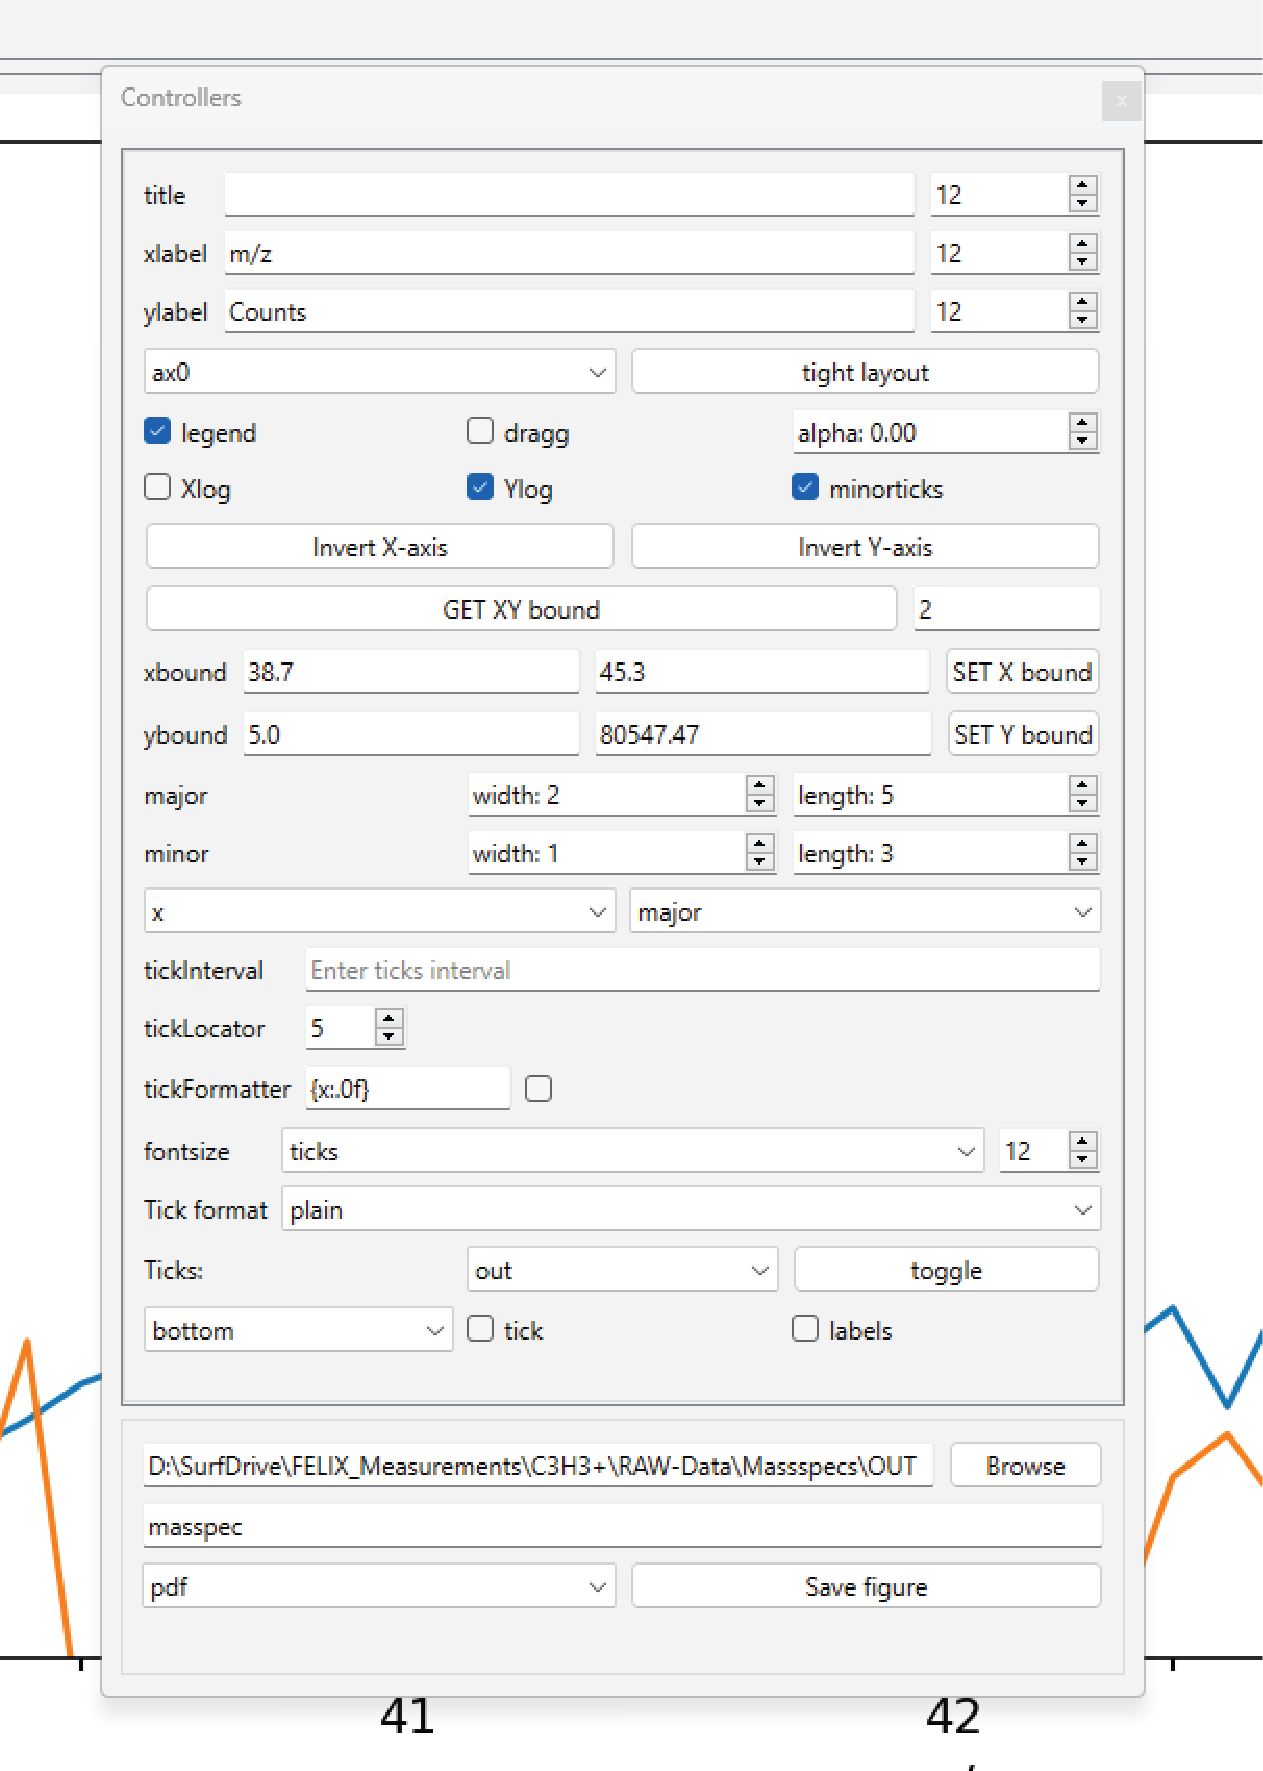 Controllers
x
title 12
xlabel m/z 12
ylabel Counts 12
ax0 tight layout
legend dragg alpha: 0.00
Xlog Ylog minorticks
Invert X-axis Invert Y-axis
GET XY bound 2
xbound 38.7 45.3 SET X bound
ybound 5.0 80547.47 SET Y bound
major width: 2 length: 5
minor width: 1 length: 3
x major
tickInterval Enter ticks interval
tickLocator 5
tickFormatter {x:.0f}
fontsize ticks 12
Tick format plain
Ticks: out toggle
bottom tick labels
D:\SurfDrive\FELIX_Measurements\C3H3+\RAW-Data\Massspecs\OUT Browse
masspec
pdf Save figure
41 42